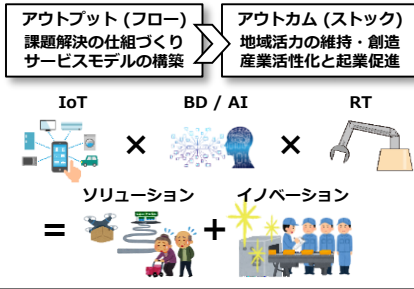 アウトプット (フロー)
課題解決の仕組づくり
サービスモデルの構築
アウトカム (ストック)
地域活力の維持・創造
産業活性化と起業促進
IoT
×
BD / AI
×
RT
=
ソリューション
+
イノベーション